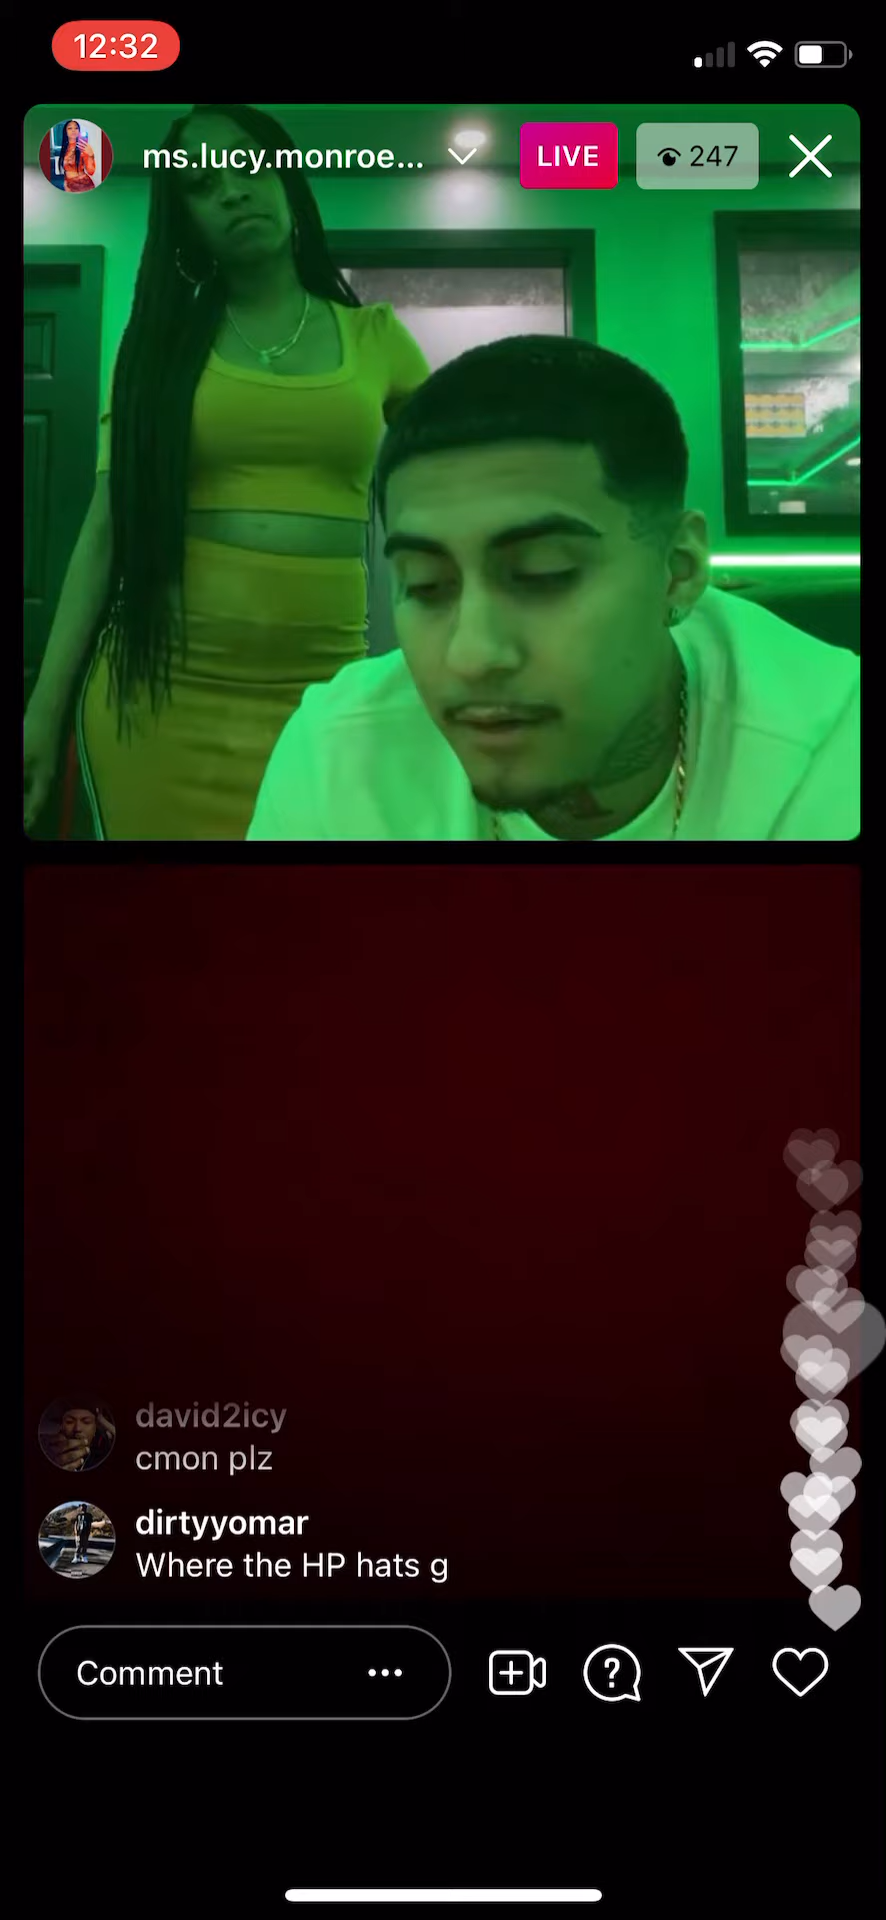 12:32
ms.lucy.monroe...
LIVE
247
david2icy
cmon plz
dirtyyomar
Where the HP hats g
Comment